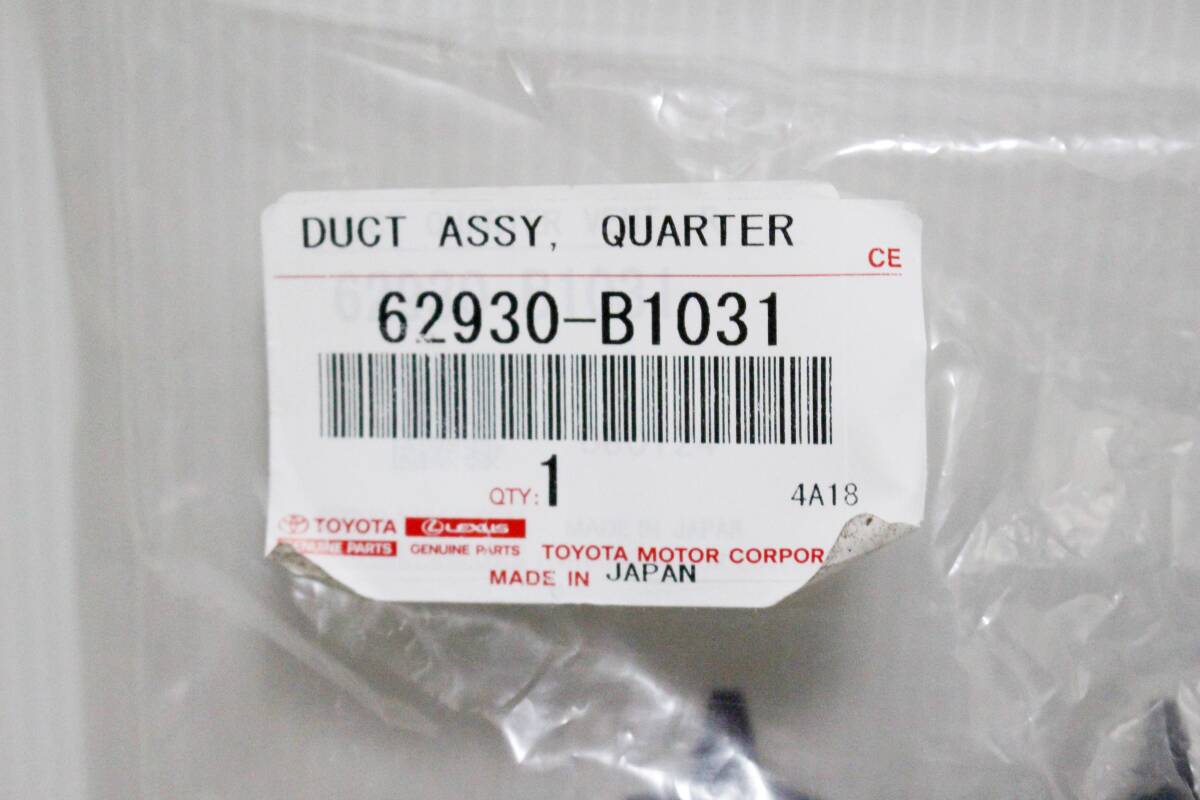 DUCT ASSY, QUARTER
CE
62930-B1031
QTY: 1
4A18
TOYOTA LEXUS
GENUINE PARTS GENUINE PARTS TOYOTA MOTOR CORPOR
MADE IN JAPAN